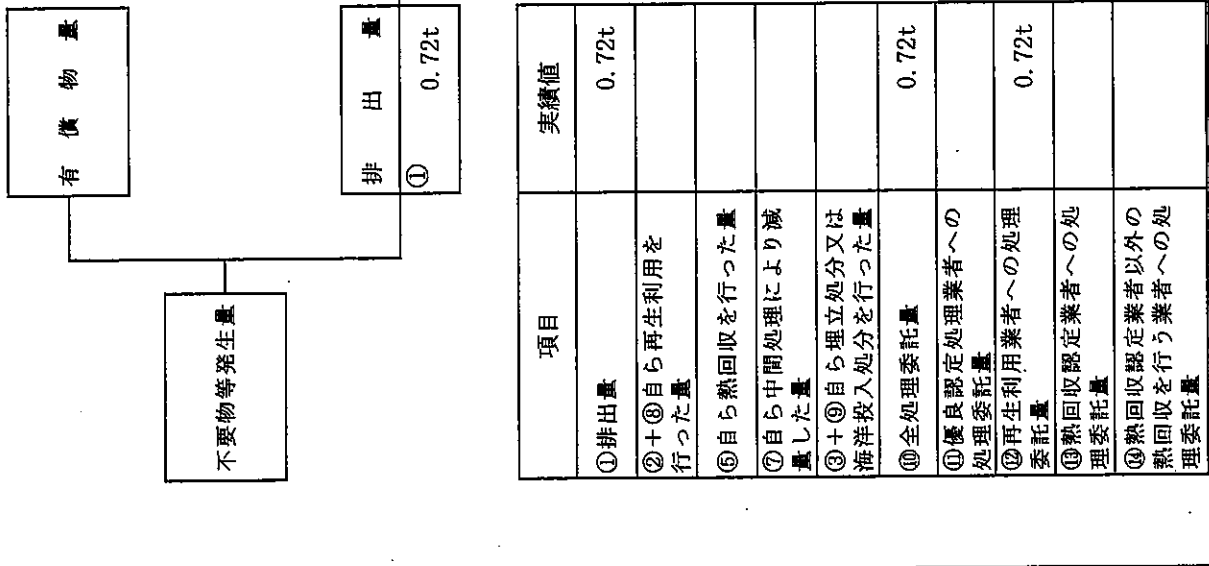 有償物量
不要物等発生量
排出量
①
0.72t
項目
実績値
①排出量
0.72t
②+⑧自ら再生利用を
行った量
⑤自ら熱回収を行った量
⑦自ら中間処理により減
量した量
③+⑨自ら埋立処分又は
海洋投入処分を行った量
⑩全処理委託量
0.72t
⑪優良認定処理業者への
処理委託量
⑫再生利用業者への処理
委託量
0.72t
⑬熱回収認定業者への処
理委託量
⑭熱回収認定業者以外の
熱回収を行う業者への処
理委託量